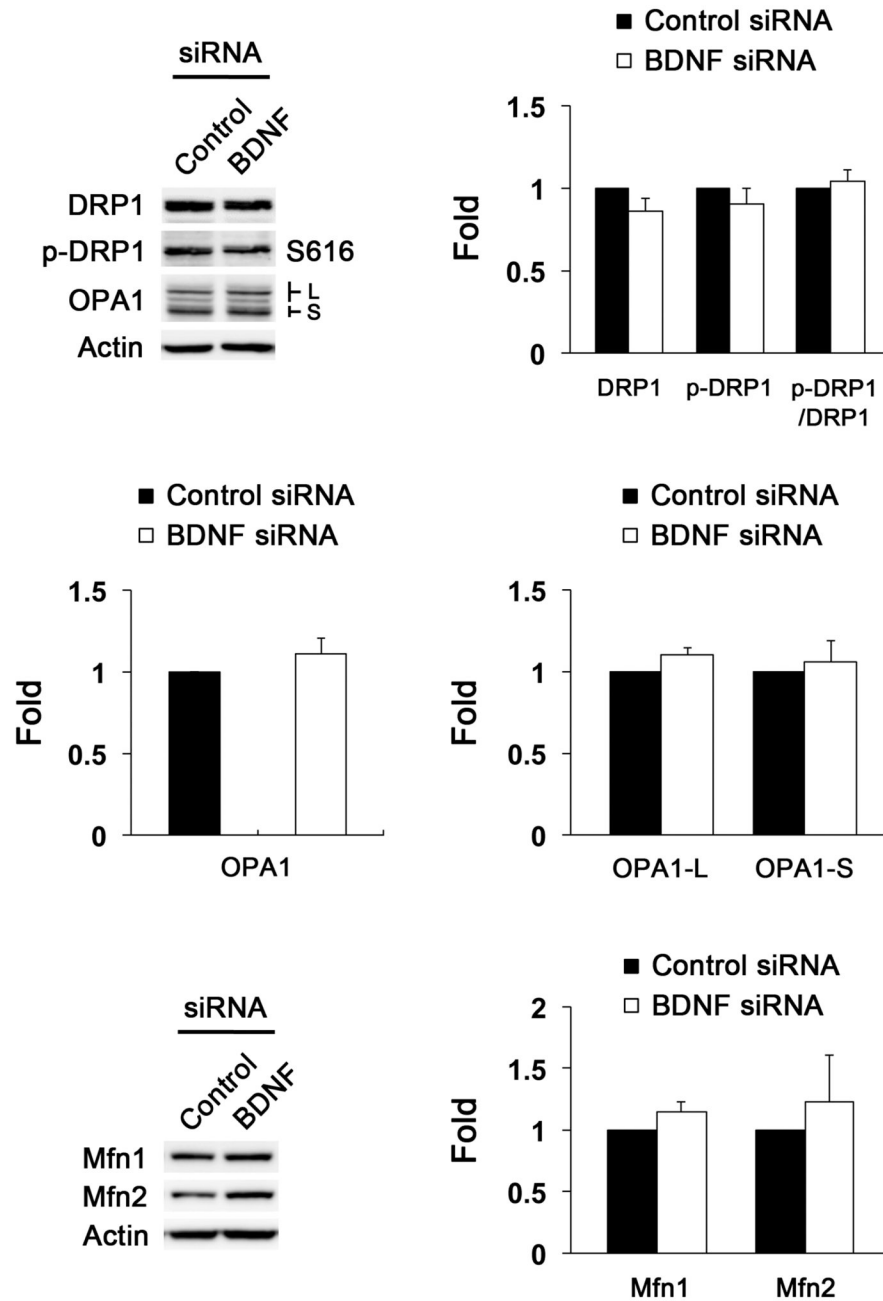 siRNA
Control
BDNF
DRP1
p-DRP1
S616
OPA1
L
S
Actin
Control siRNA
BDNF siRNA
1.5
1
0.5
0
Fold
DRP1
p-DRP1
p-DRP1
/DRP1
Control siRNA
BDNF siRNA
1.5
1
0.5
0
Fold
OPA1
Control siRNA
BDNF siRNA
1.5
1
0.5
0
Fold
OPA1-L
OPA1-S
siRNA
Control
BDNF
Mfn1
Mfn2
Actin
Control siRNA
BDNF siRNA
2
1.5
1
0.5
0
Fold
Mfn1
Mfn2